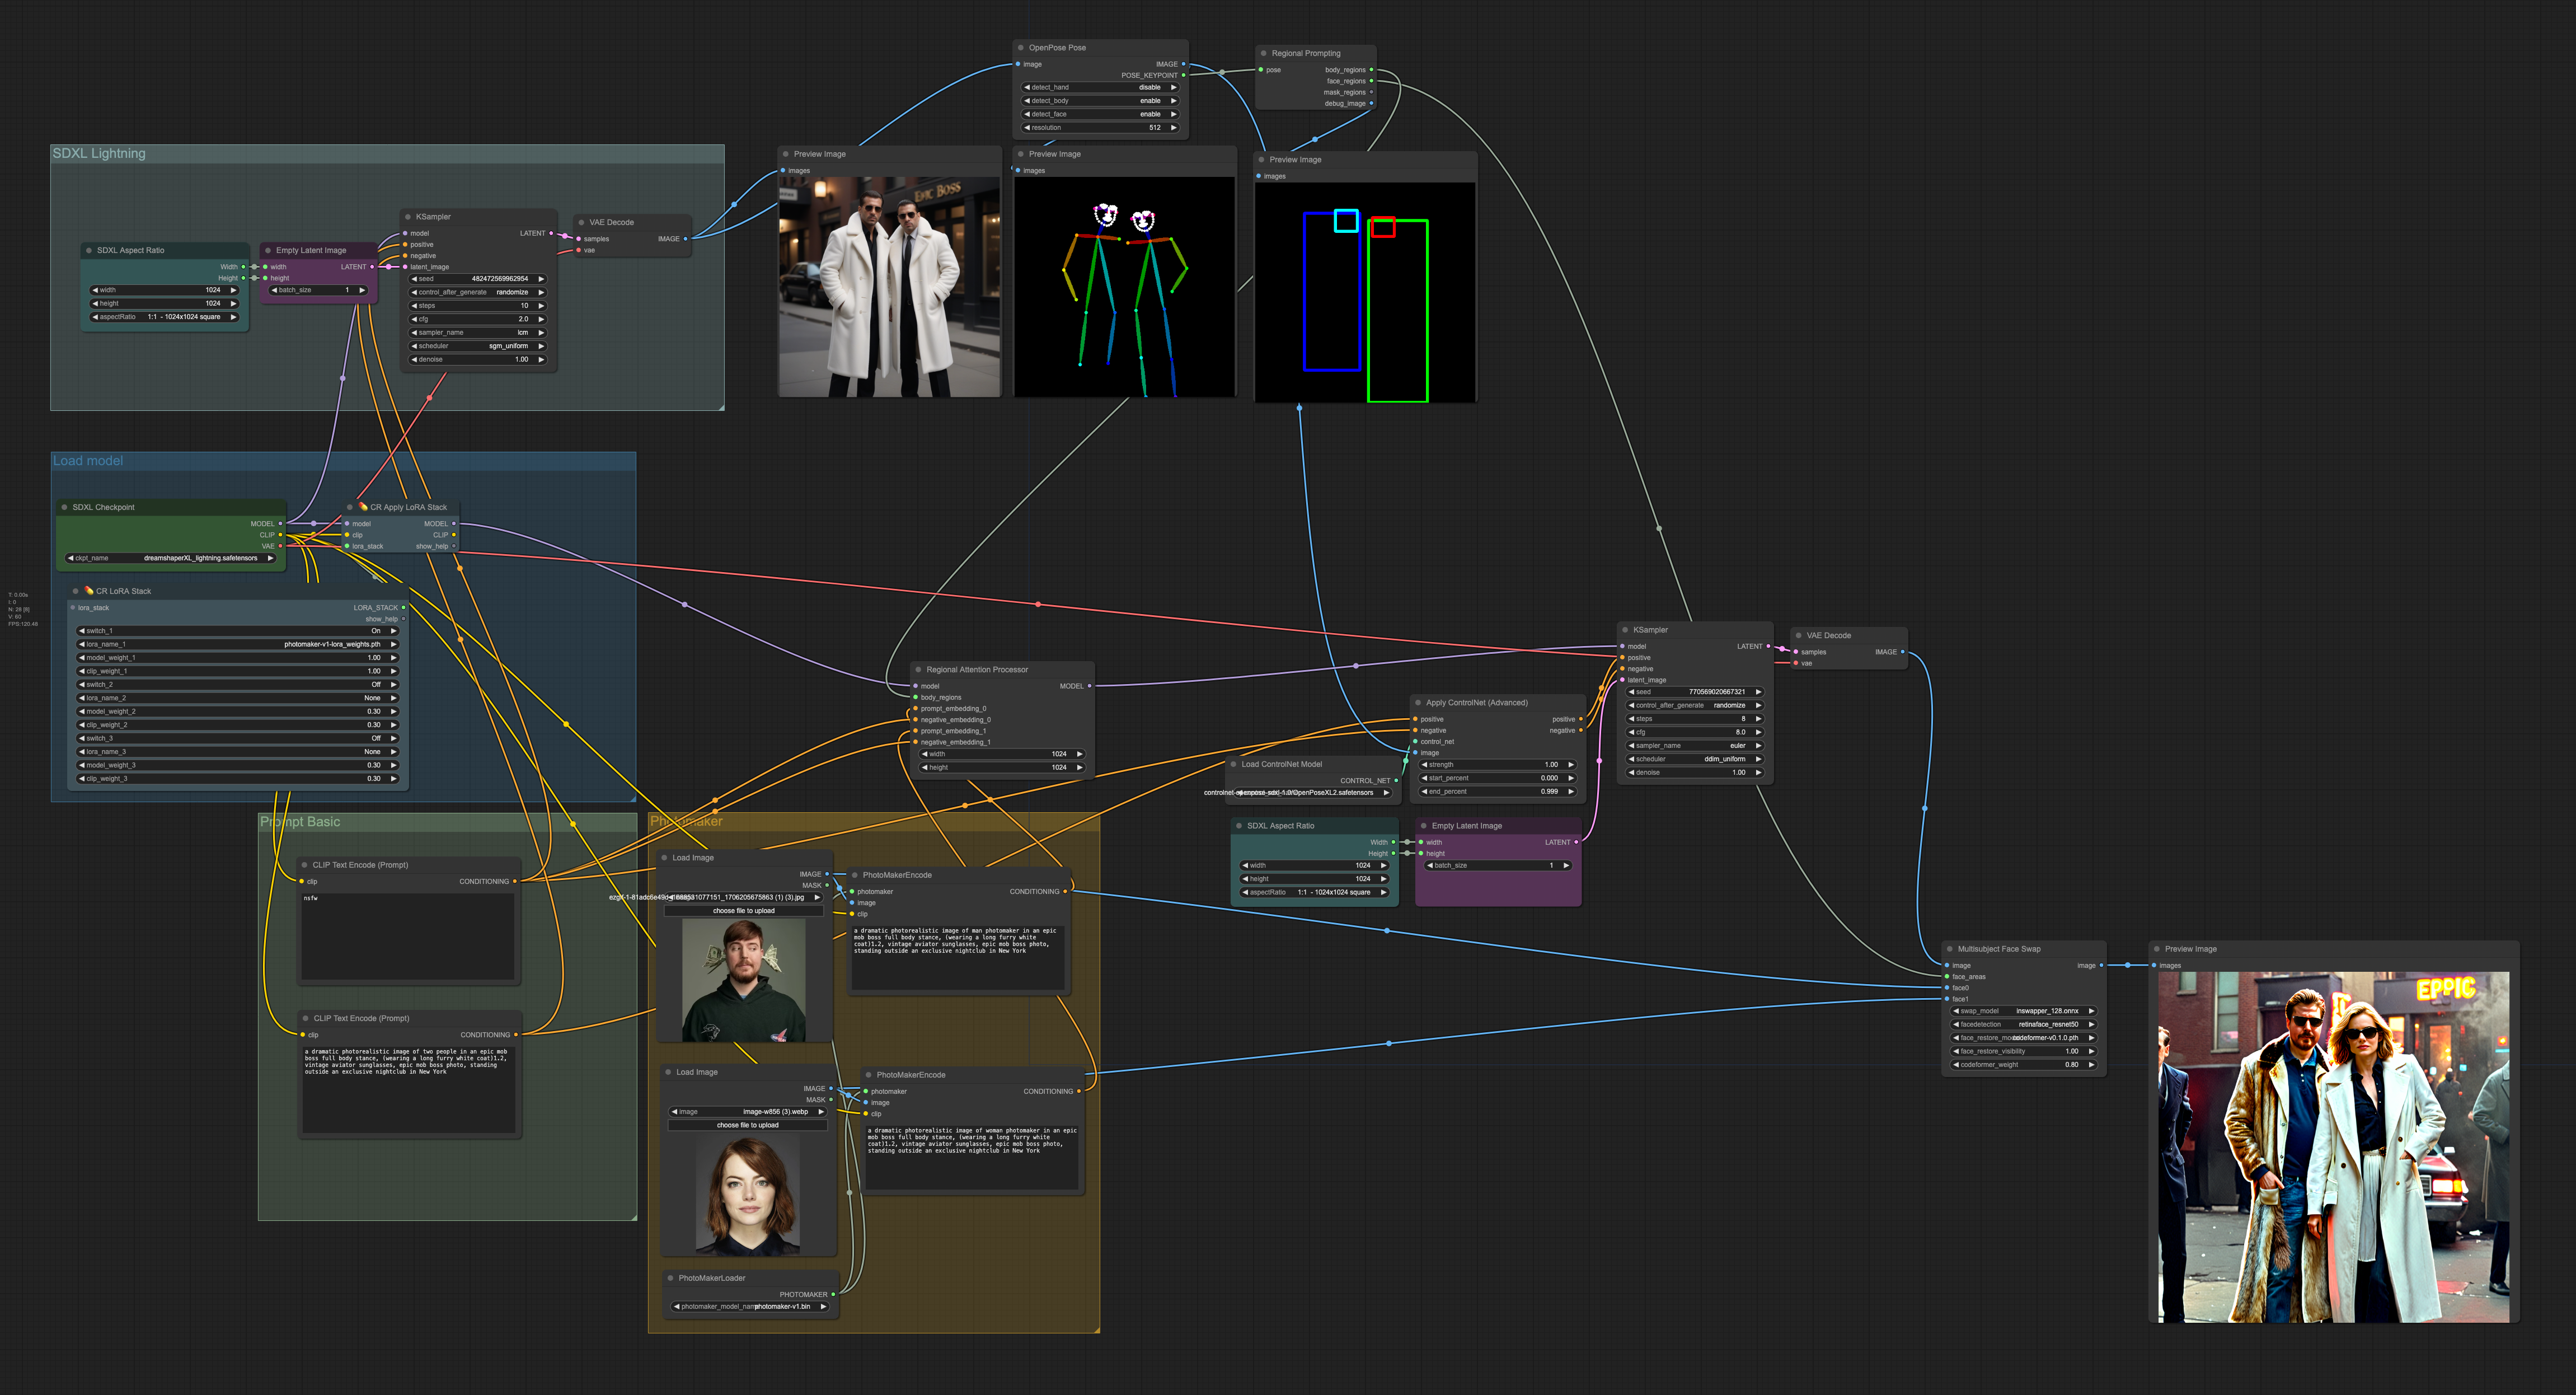 OpenPose Pose
image
IMAGE
POSE_KEYPOINT
detect_hand
disable
detect_body
enable
detect_face
enable
resolution
512
Regional Prompting
pose
body_regions
face_regions
mask_regions
debug_image
SDXL Lightning
SDXL Aspect Ratio
Width
Height
width
1024
height
1024
aspectRatio
1:1 - 1024x1024 square
Empty Latent Image
width
LATENT
height
batch_size
1
KSampler
model
LATENT
positive
negative
latent_image
seed
482472569962954
control_after_generate
randomize
steps
10
cfg
2.0
sampler_name
lcm
scheduler
sgm_uniform
denoise
1.00
VAE Decode
samples
IMAGE
vae
Preview Image
images
EPIC BOSS
Preview Image
images
Preview Image
images
Load model
SDXL Checkpoint
MODEL
CLIP
VAE
ckpt_name
dreamshaperXL_lightning.safetensors
CR Apply LoRA Stack
model
MODEL
clip
CLIP
lora_stack
show_help
T: 0.00s
I: 0
N: 28 [8]
V: 60
FPS:120.48
CR LoRA Stack
lora_stack
LORA_STACK
show_help
switch_1
On
lora_name_1
photomaker-v1-lora_weights.pth
model_weight_1
1.00
clip_weight_1
1.00
switch_2
Off
lora_name_2
None
model_weight_2
0.30
clip_weight_2
0.30
switch_3
Off
lora_name_3
None
model_weight_3
0.30
clip_weight_3
0.30
Regional Attention Processor
model
MODEL
body_regions
prompt_embedding_0
negative_embedding_0
prompt_embedding_1
negative_embedding_1
width
1024
height
1024
Apply ControlNet (Advanced)
positive
positive
negative
negative
control_net
image
strength
1.00
start_percent
0.000
end_percent
0.999
Load ControlNet Model
CONTROL_NET
OpenPoseXL2.safetensors
KSampler
model
LATENT
positive
negative
latent_image
seed
770569020667321
control_after_generate
randomize
steps
8
cfg
8.0
sampler_name
euler
scheduler
ddim_uniform
denoise
1.00
VAE Decode
samples
IMAGE
vae
SDXL Aspect Ratio
Width
Height
width
1024
height
1024
aspectRatio
1:1 - 1024x1024 square
Empty Latent Image
width
LATENT
height
batch_size
1
Prompt Basic
CLIP Text Encode (Prompt)
clip
CONDITIONING
nsfw
CLIP Text Encode (Prompt)
clip
CONDITIONING
a dramatic photorealistic image of two people in an epic mob
boss full body stance, (wearing a long furry white coat)1.2,
vintage aviator sunglasses, epic mob boss photo, standing
outside an exclusive nightclub in New York
Photomaker
Load Image
IMAGE
MASK
choose file to upload
PhotoMakerEncode
photomaker
CONDITIONING
image
clip
a dramatic photorealistic image of man photomaker in an epic
mob boss full body stance, (wearing a long furry white
coat)1.2, vintage aviator sunglasses, epic mob boss photo,
standing outside an exclusive nightclub in New York
Load Image
IMAGE
MASK
image
image-w856 (3).webp
choose file to upload
PhotoMakerEncode
photomaker
CONDITIONING
image
clip
a dramatic photorealistic image of woman photomaker in an epic
mob boss full body stance, (wearing a long furry white
coat)1.2, vintage aviator sunglasses, epic mob boss photo,
standing outside an exclusive nightclub in New York
PhotoMakerLoader
PHOTOMAKER
photomaker-v1.bin
Multisubject Face Swap
image
image
face_areas
face0
face1
swap_model
inswapper_128.onnx
facedetection
retinaface_resnet50
codeformer-v0.1.0.pth
face_restore_visibility
1.00
codeformer_weight
0.80
Preview Image
images
EPPIC